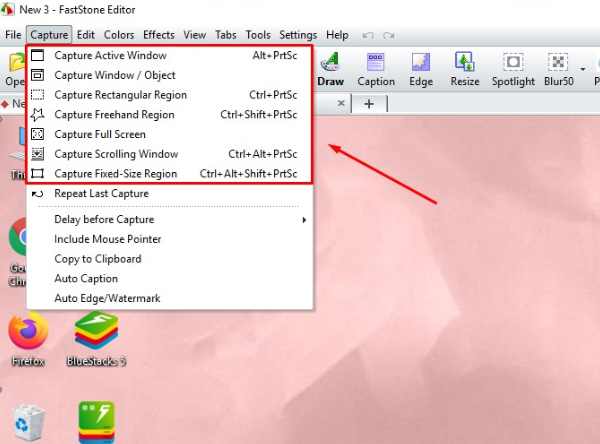 New 3 - FastStone Editor
File Capture Edit Colors Effects View Tabs Tools Settings Help Undo Redo
Capture Active Window Alt+PrtSc
Capture Window / Object
Capture Rectangular Region Ctrl+PrtSc
Capture Freehand Region Ctrl+Shift+PrtSc
Capture Full Screen
Capture Scrolling Window Ctrl+Alt+PrtSc
Capture Fixed-Size Region Ctrl+Alt+Shift+PrtSc
Repeat Last Capture
Delay before Capture
Include Mouse Pointer
Copy to Clipboard
Auto Caption
Auto Edge/Watermark
Ope
Draw Caption Edge Resize Spotlight Blur50 P
Ne
Th
Goo
Chr
Firefox
BlueStacks 5